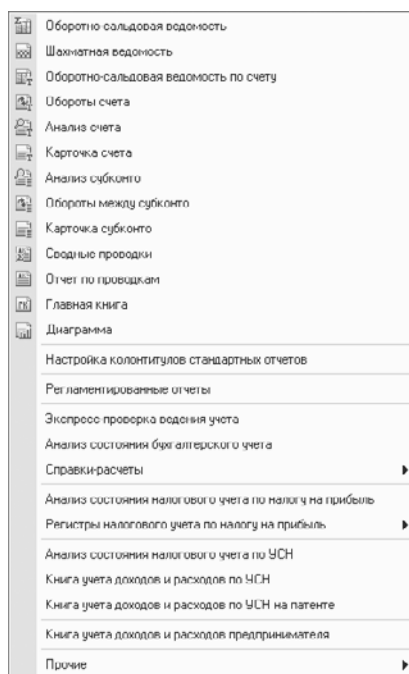 Оборотно-сальдовая ведомость
Шахматная ведомость
Оборотно-сальдовая ведомость по счету
Обороты счета
Анализ счета
Карточка счета
Анализ субконто
Обороты между субконто
Карточка субконто
Сводные проводки
Отчет по проводкам
Главная книга
Диаграмма
Настройка колонтитулов стандартных отчетов
Регламентированные отчеты
Экспресс-проверка ведения учета
Анализ состояния бухгалтерского учета
Справки-расчеты
Анализ состояния налогового учета по налогу на прибыль
Регистры налогового учета по налогу на прибыль
Анализ состояния налогового учета по УСН
Книга учета доходов и расходов по УСН
Книга учета доходов и расходов по УСН на патенте
Книга учета доходов и расходов предпринимателя
Прочие